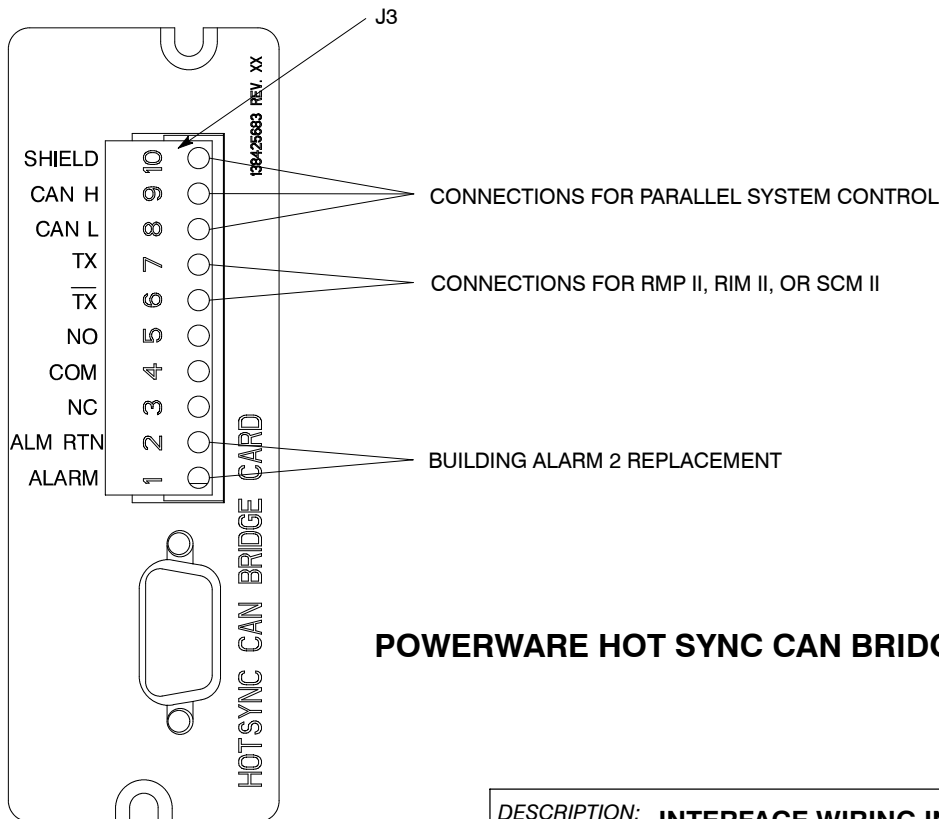 J3
138425683 REV. XX
SHIELD 10
CAN H 9
CAN L 8
TX 7
T̅X̅ 6
NO 5
COM 4
NC 3
ALM RTN 2
ALARM 1
CONNECTIONS FOR PARALLEL SYSTEM CONTROL
CONNECTIONS FOR RMP II, RIM II, OR SCM II
BUILDING ALARM 2 REPLACEMENT
HOTSYNC CAN BRIDGE CARD
POWERWARE HOT SYNC CAN
DESCRIPTION: INTERFACE WIRING